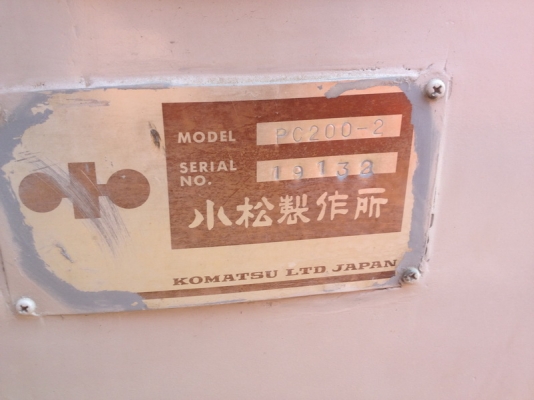 MODEL PC200-2
SERIAL NO. 19132
小松製作所
KOMATSU LTD JAPAN